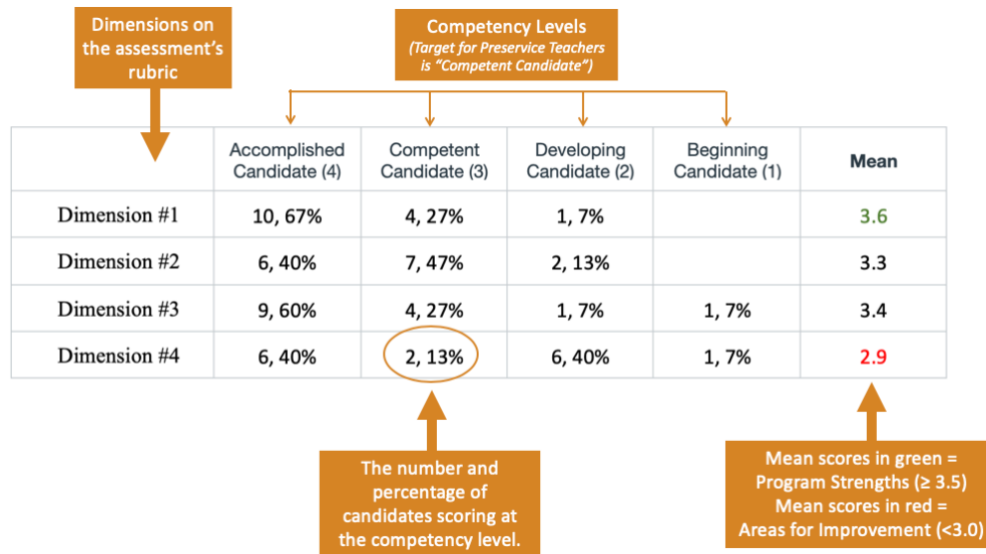 Dimensions on
the assessment's
rubric
Competency Levels
(Target for Preservice Teachers
is "Competent Candidate")
Accomplished
Candidate (4)
Competent
Candidate (3)
Developing
Candidate (2)
Beginning
Candidate (1)
Mean
Dimension #1 10, 67% 4, 27% 1, 7% 3.6
Dimension #2 6, 40% 7, 47% 2, 13% 3.3
Dimension #3 9, 60% 4, 27% 1, 7% 1, 7% 3.4
Dimension #4 6, 40% 2, 13% 6, 40% 1, 7% 2.9
The number and
percentage of
candidates scoring at
the competency level.
Mean scores in green =
Program Strengths (≥ 3.5)
Mean scores in red =
Areas for Improvement (<3.0)